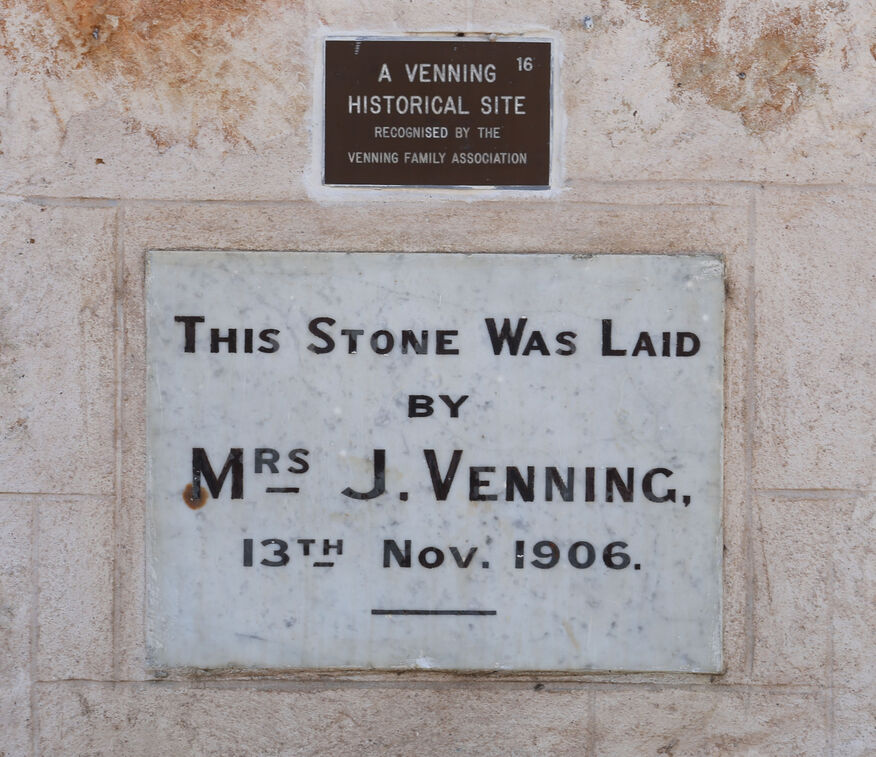 A VENNING 16
HISTORICAL SITE
RECOGNISED BY THE
VENNING FAMILY ASSOCIATION
THIS STONE WAS LAID
BY
MRS J. VENNING,
13TH NOV. 1906.